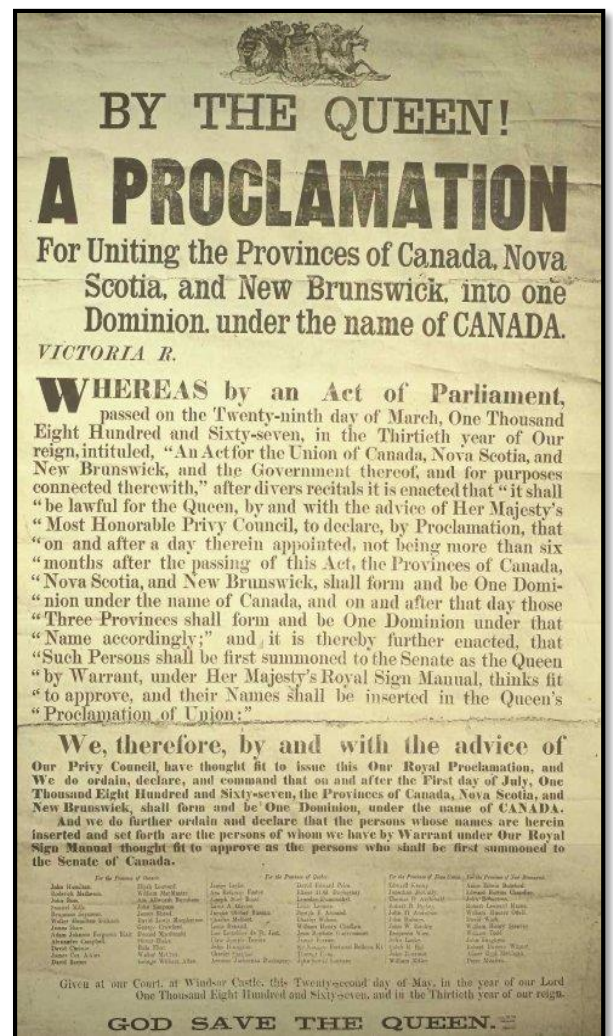 BY THE QUEEN!
A PROCLAMATION
For Uniting the Provinces of Canada, Nova
Scotia, and New Brunswick, into one
Dominion, under the name of CANADA.
VICTORIA R.
WHEREAS by an Act of Parliament,
passed on the Twenty-ninth day of March, One Thousand
Eight Hundred and Sixty-seven, in the Thirtieth year of Our
reign, intituled, “An Act for the Union of Canada, Nova Scotia, and
New Brunswick, and the Government thereof, and for purposes
connected therewith,” after divers recitals it is enacted that “it shall
“be lawful for the Queen, by and with the advice of Her Majesty's
“Most Honorable Privy Council, to declare, by Proclamation, that
“on and after a day therein appointed, not being more than six
“months after the passing of this Act, the Provinces of Canada,
“Nova Scotia, and New Brunswick, shall form and be One Domi-
“nion under the name of Canada, and on and after that day those
“Three Provinces shall form and be One Dominion under that
“Name accordingly;” and it is thereby further enacted, that
“Such Persons shall be first summoned to the Senate as the Queen
“by Warrant, under Her Majesty's Royal Sign Manual, thinks fit
“to approve, and their Names shall be inserted in the Queen's
“Proclamation of Union:”
We, therefore, by and with the advice of
Our Privy Council, have thought fit to issue this Our Royal Proclamation, and
We do ordain, declare, and command that on and after the First day of July, One
Thousand Eight Hundred and Sixty-seven, the Provinces of Canada, Nova Scotia, and
New Brunswick, shall form and be One Dominion, under the name of CANADA.
And we do further ordain and declare that the persons whose names are herein
inserted and set forth are the persons of whom we have by Warrant under Our Royal
Sign Manual thought fit to approve as the persons who shall be first summoned to
the Senate of Canada.
Given at our Court, at Windsor Castle, this Twenty-second day of May, in the year of our Lord
One Thousand Eight Hundred and Sixty-seven, and in the Thirtieth year of our reign.
GOD SAVE THE QUEEN.